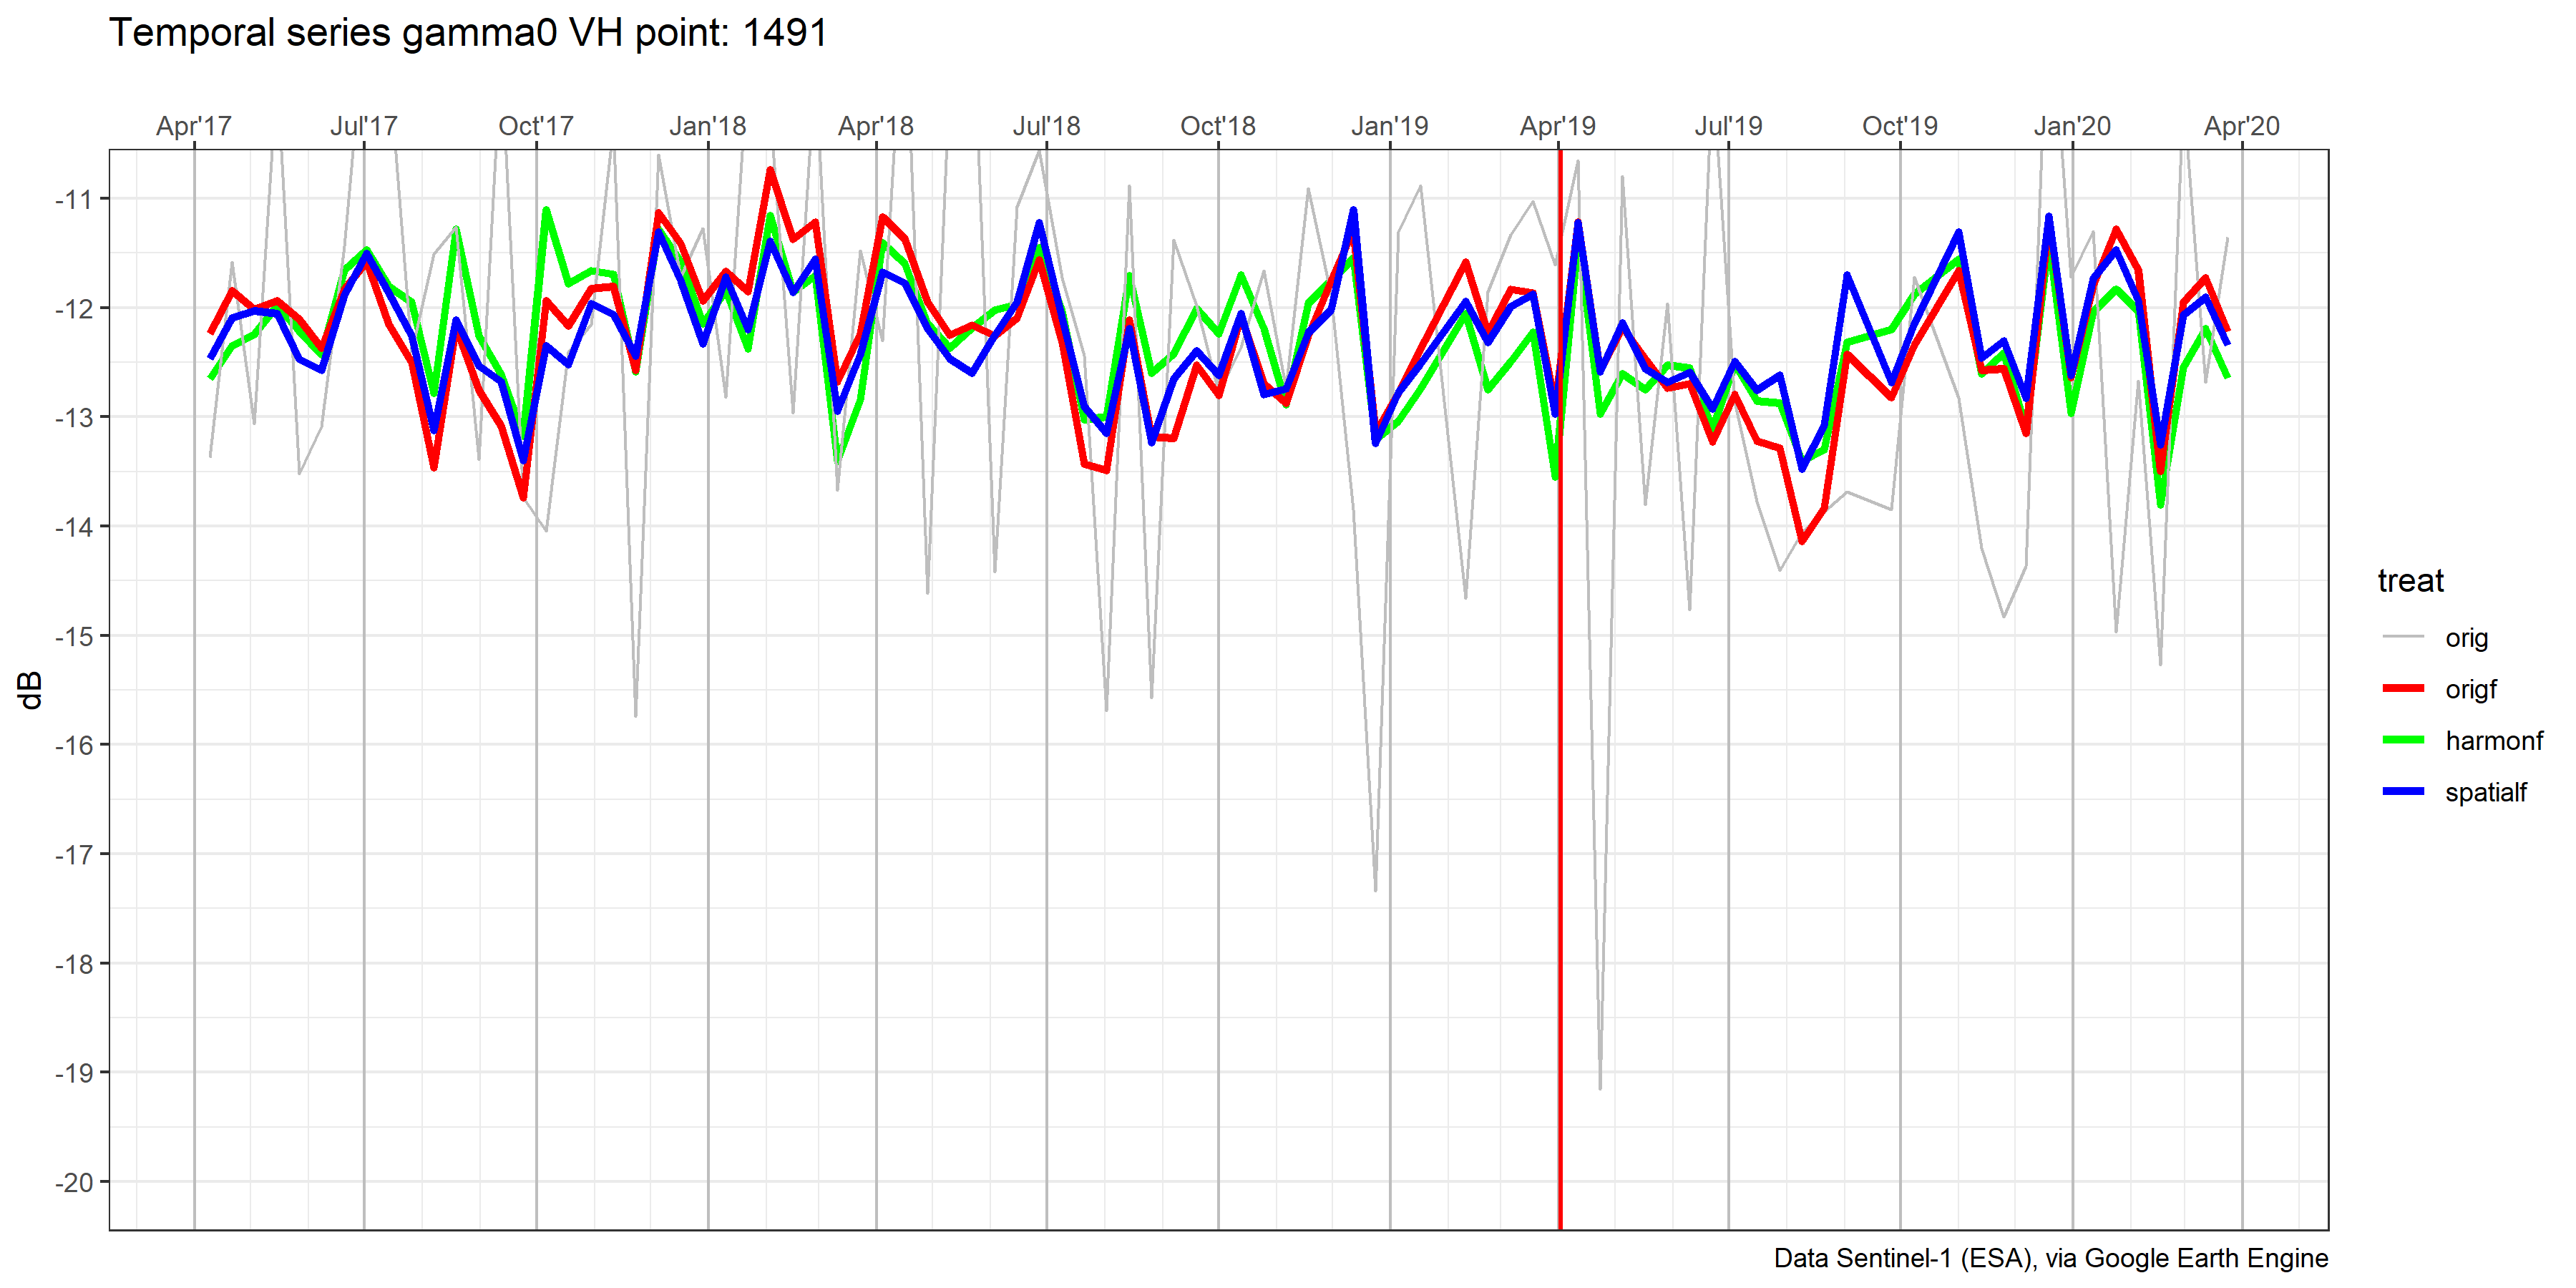 Temporal series gamma0 VH point: 1491
Apr'17 Jul'17 Oct'17 Jan'18 Apr'18 Jul'18 Oct'18 Jan'19 Apr'19 Jul'19 Oct'19 Jan'20 Apr'20
-11
-12
-13
-14
-15
-16
-17
-18
-19
-20
dB
treat
orig
origf
harmonf
spatialf
Data Sentinel-1 (ESA), via Google Earth Engine